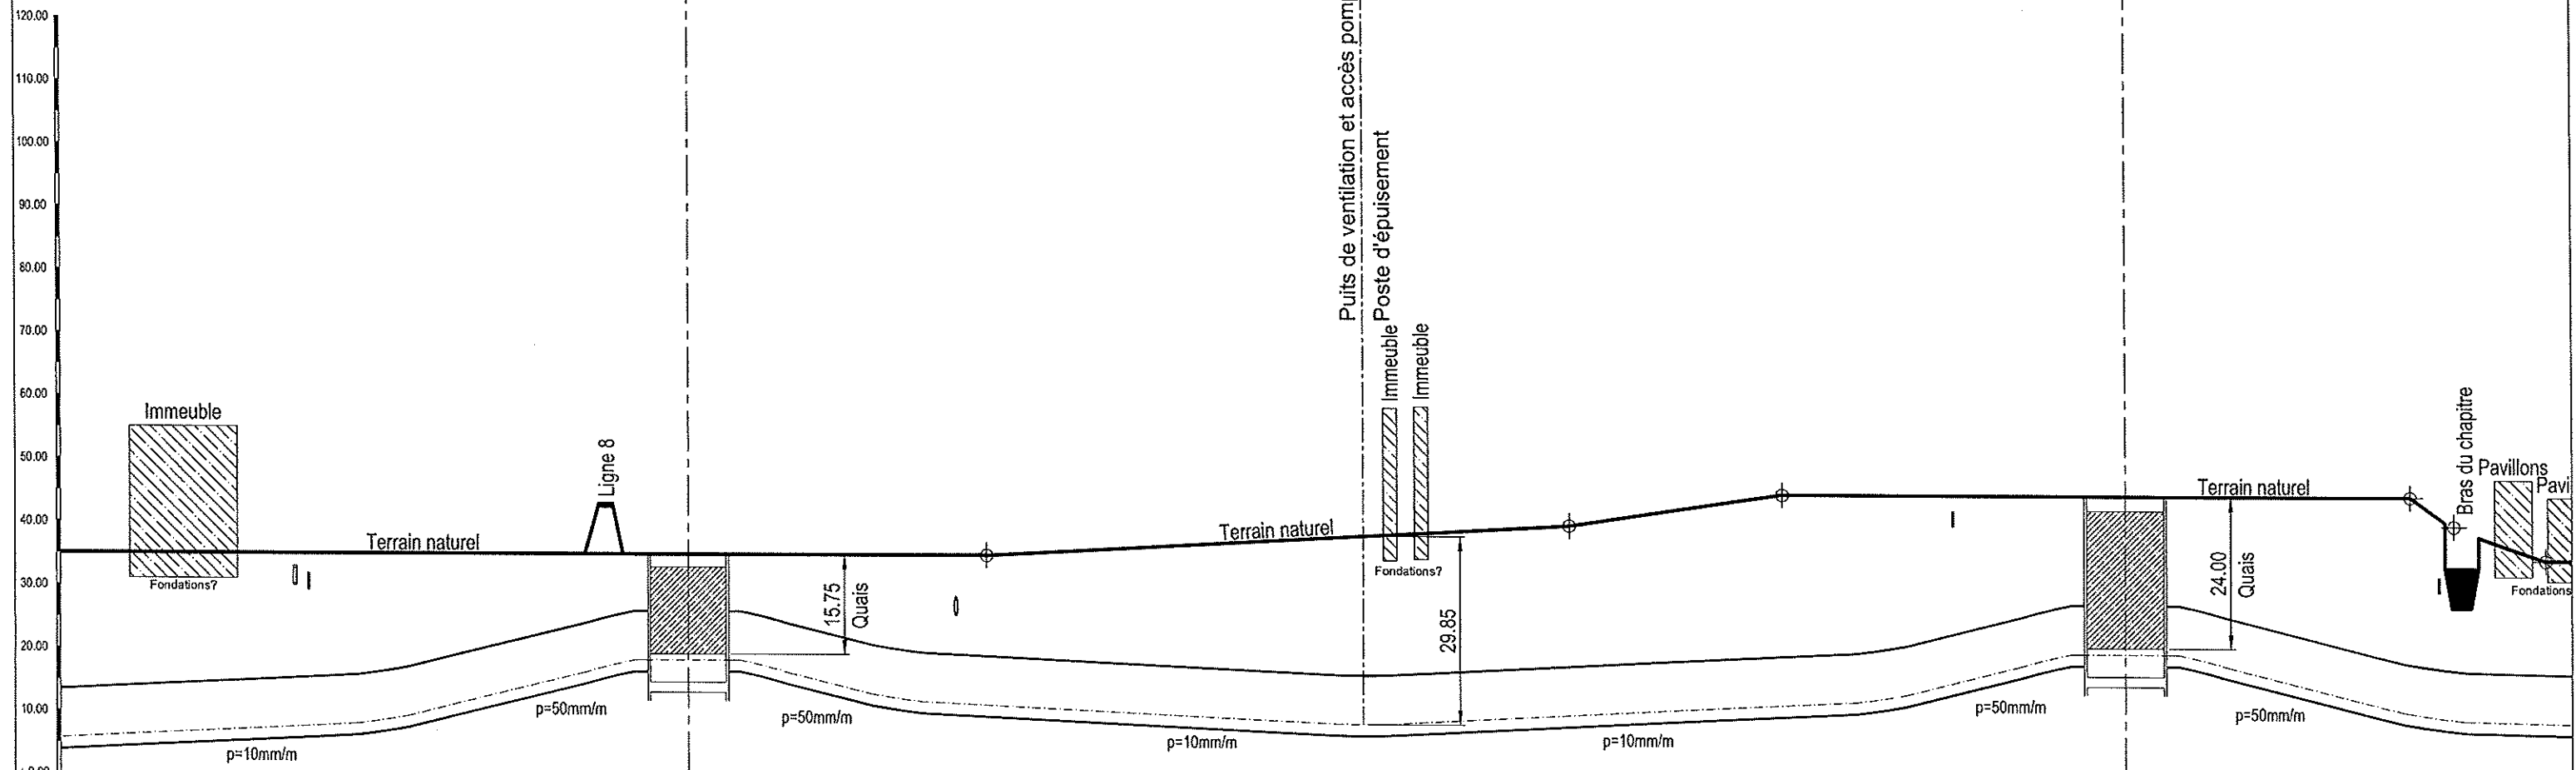 120.00
110.00
100.00
90.00
80.00
70.00
60.00
50.00
40.00
30.00
20.00
10.00
Puits de ventilation et accès
Poste d'épuisement
Immeuble
Immeuble
Immeuble
Ligne 8
Bras du chapitre
Pavillons
Pavi
Terrain naturel
Terrain naturel
Terrain naturel
Fondations?
Fondations?
Fondations
15.75
Quais
29.85
24.00
Quais
p=10mm/m
p=50mm/m
p=50mm/m
p=10mm/m
p=10mm/m
p=50mm/m
p=50mm/m